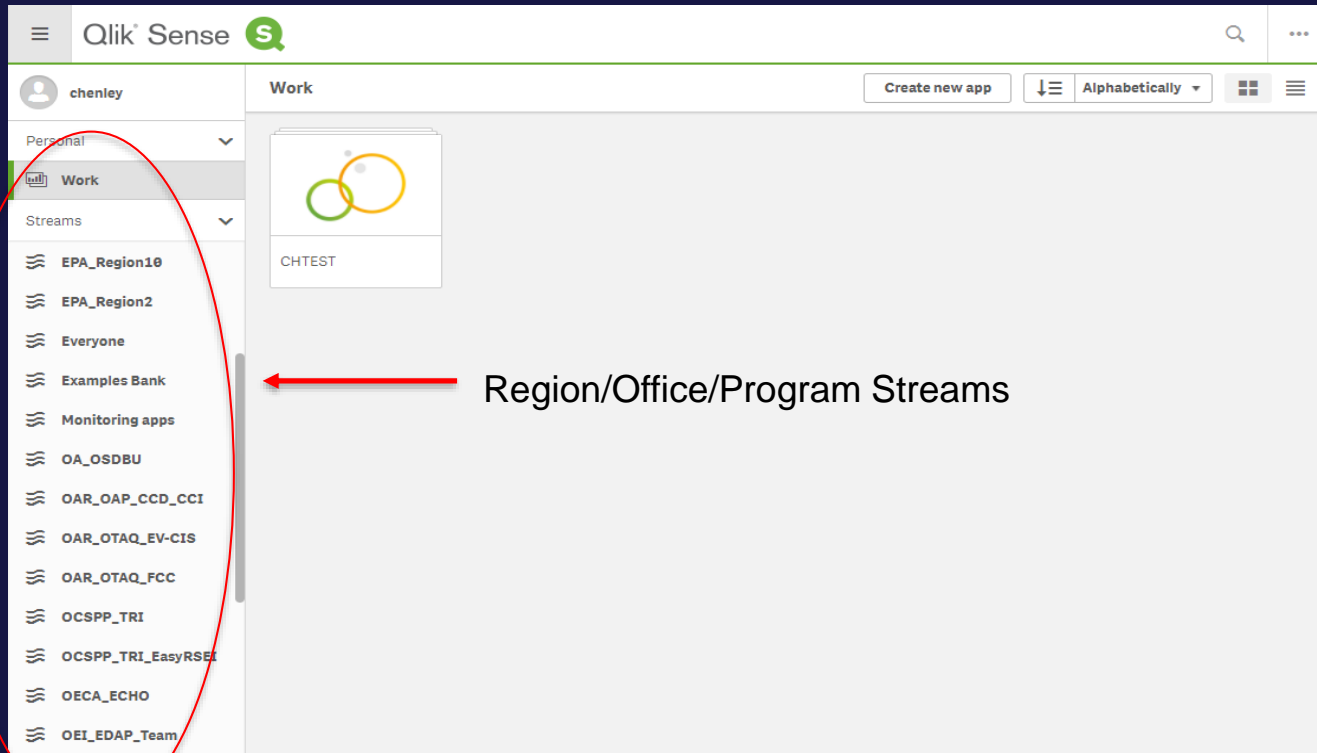 Qlik Sense
chenley
Work
Create new app
Alphabetically
Personal
Work
Streams
EPA_Region10
EPA_Region2
Everyone
Examples Bank
Monitoring apps
OA_OSDBU
OAR_OAP_CCD_CCI
OAR_OTAQ_EV-CIS
OAR_OTAQ_FCC
OCSPP_TRI
OCSPP_TRI_EasyRSEI
OECA_ECHO
OEI_EDAP_Team
CHTEST
Region/Office/Program Streams